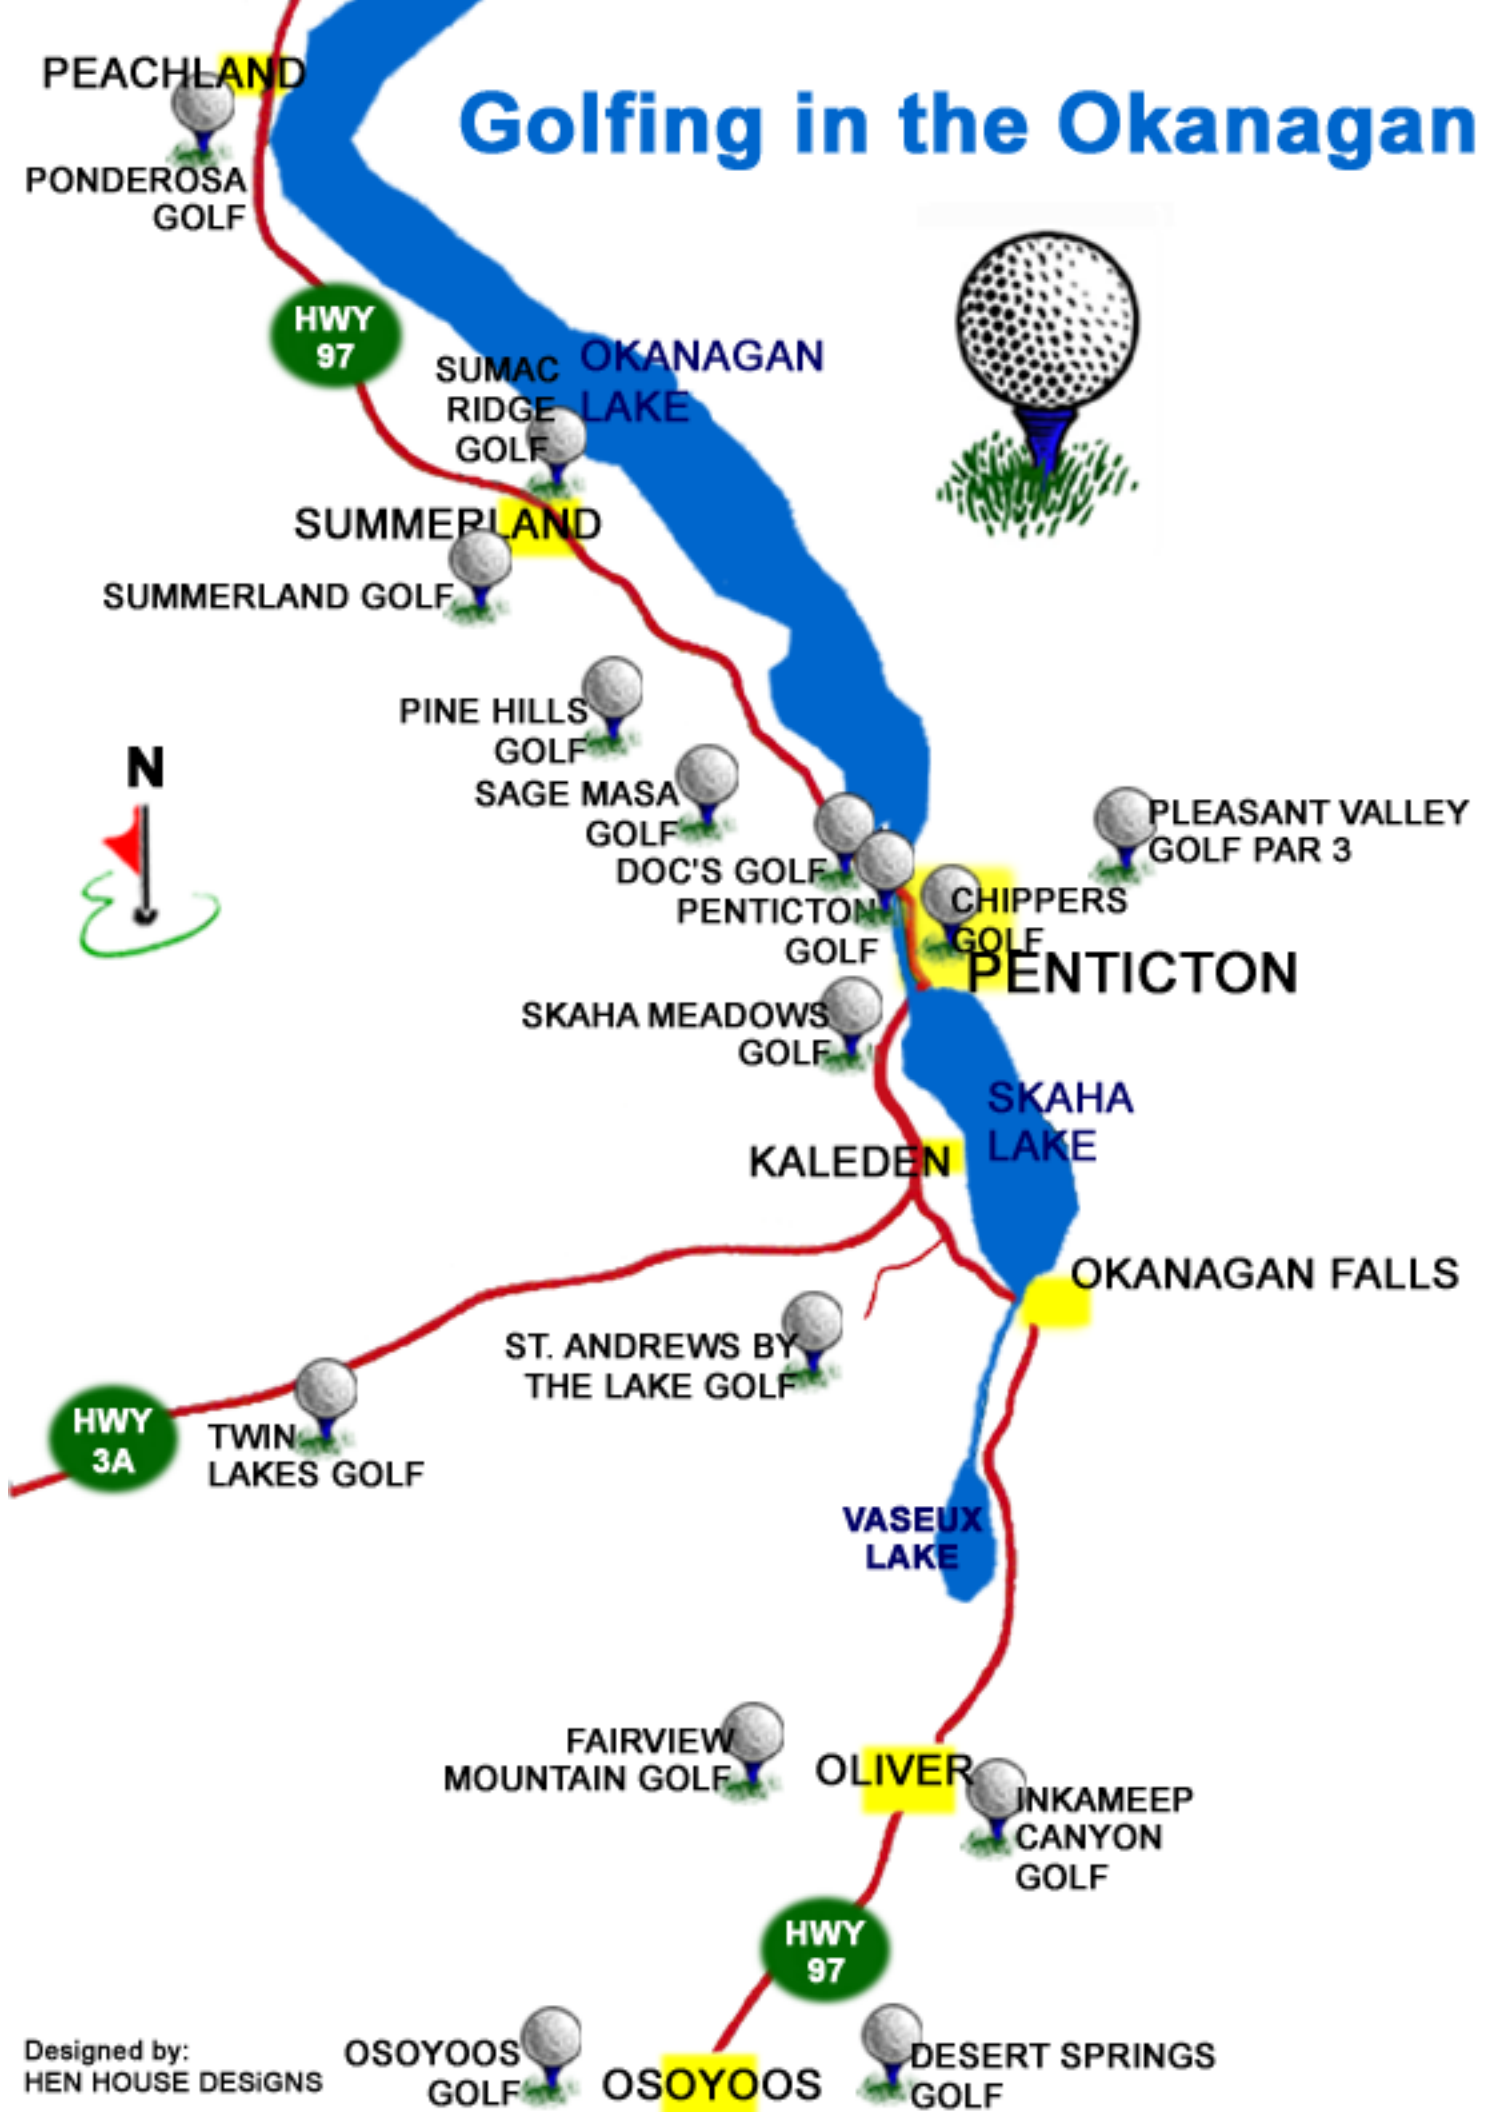 PEACHLAND
Golfing in the Okanagan
PONDEROSA
GOLF
HWY
97
SUMAC
RIDGE
GOLF
OKANAGAN
LAKE
SUMMERLAND
SUMMERLAND GOLF
PINE HILLS
GOLF
N
SAGE MASA
GOLF
PLEASANT VALLEY
GOLF PAR 3
DOC'S GOLF
PENTICTON
GOLF
CHIPPERS
GOLF
PENTICTON
SKAHA MEADOWS
GOLF
SKAHA
LAKE
KALEDEN
OKANAGAN FALLS
ST. ANDREWS BY
THE LAKE GOLF
HWY
3A
TWIN
LAKES GOLF
VASEUX
LAKE
FAIRVIEW
MOUNTAIN GOLF
OLIVER
INKAMEEP
CANYON
GOLF
HWY
97
Designed by:
HEN HOUSE DESiGNS
OSOYOOS
GOLF
OSOYOOS
DESERT SPRINGS
GOLF